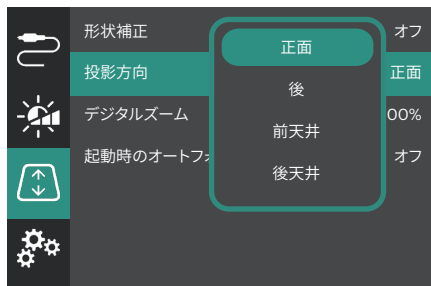 形状補正 オフ
投影方向 正面
デジタルズーム 00%
起動時のオートフォ オフ
正面
後
前天井
後天井